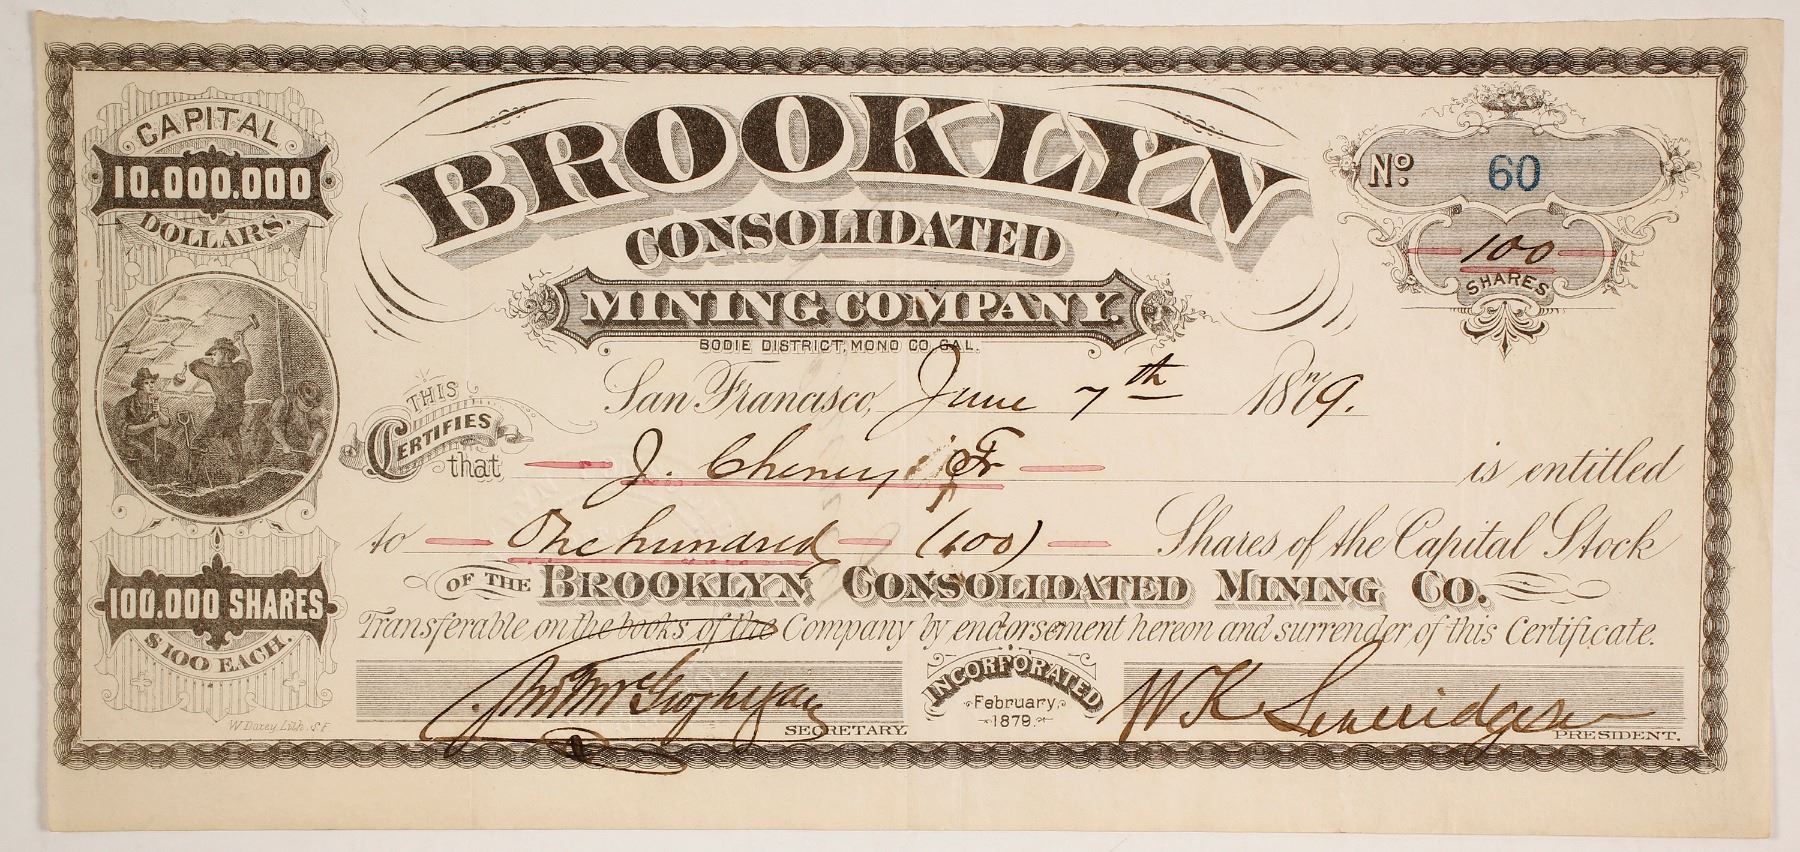 CAPITAL
10.000.000
DOLLARS.
BROOKLYN
CONSOLIDATED
MINING COMPANY.
BODIE DISTRICT, MONO CO. CAL.
No. 60
100
SHARES
San Francisco, June 7th 1879.
THIS CERTIFIES
that J. Cheney Jr is entitled
to One hundred (100) Shares of the Capital Stock
OF THE BROOKLYN CONSOLIDATED MINING CO.
Transferable on the books of the Company by endorsement hereon and surrender of this Certificate.
100.000 SHARES
$100 EACH.
INCORPORATED
February,
1879.
SECRETARY.
W K
PRESIDENT.
W Dorey Lith. S.F.